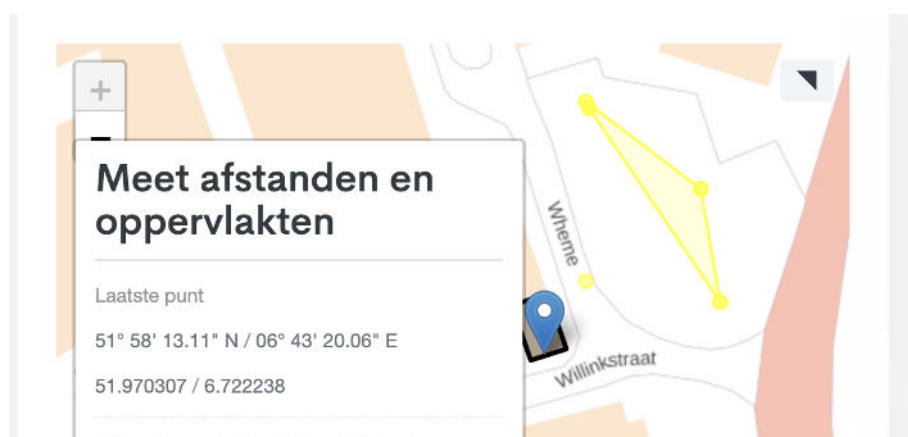 +
Meet afstanden en
oppervlakten
Laatste punt
51° 58' 13.11" N / 06° 43' 20.06" E
51.970307 / 6.722238
Wheme
Willinkstraat